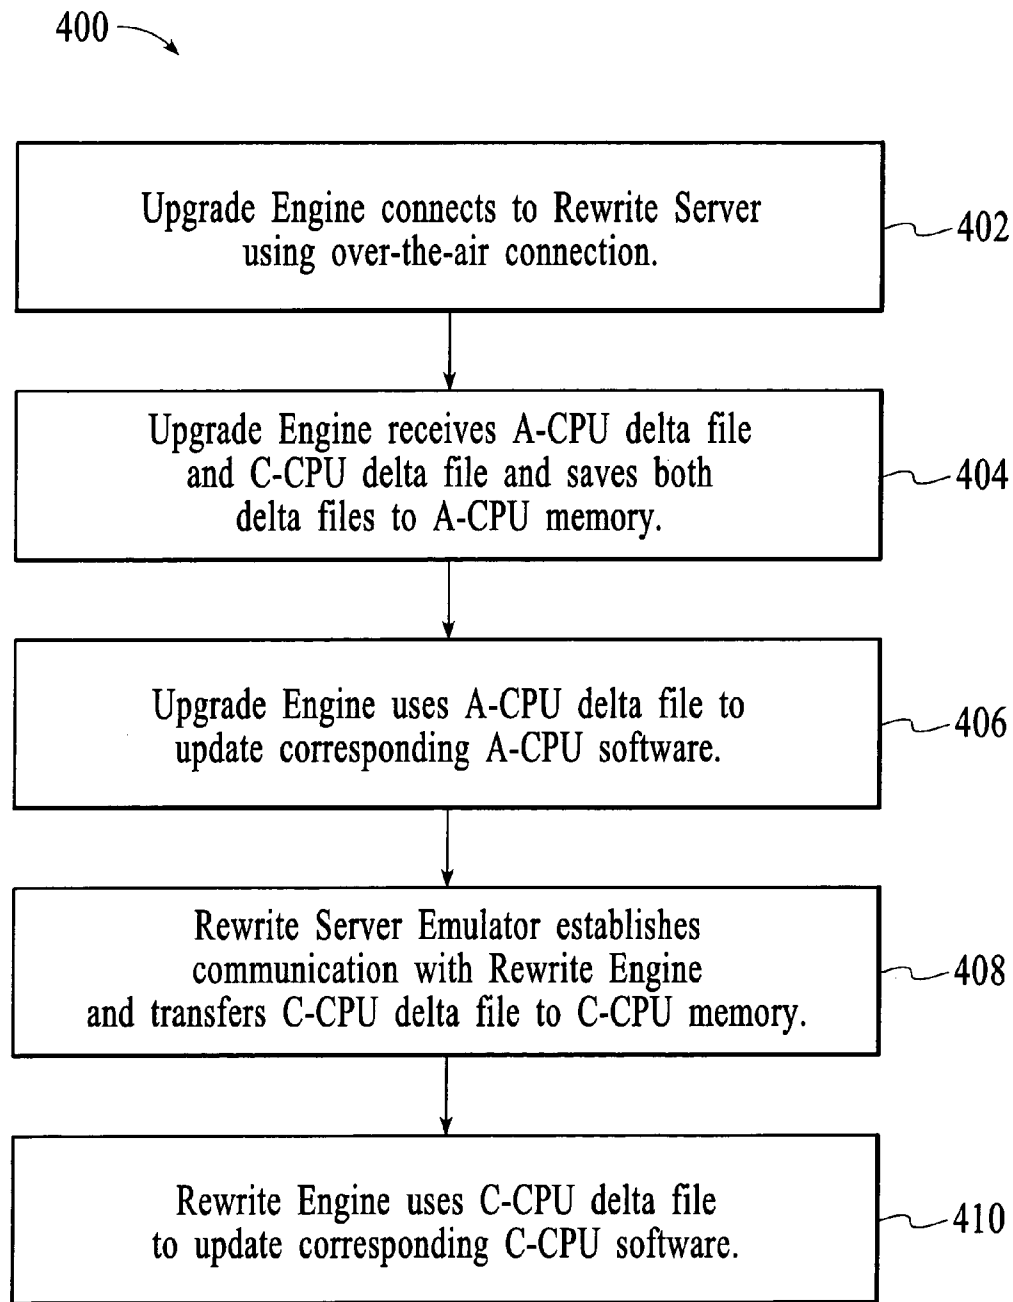 400
Upgrade Engine connects to Rewrite Server
using over-the-air connection.
402
Upgrade Engine receives A-CPU delta file
and C-CPU delta file and saves both
delta files to A-CPU memory.
404
Upgrade Engine uses A-CPU delta file to
update corresponding A-CPU software.
406
Rewrite Server Emulator establishes
communication with Rewrite Engine
and transfers C-CPU delta file to C-CPU memory.
408
Rewrite Engine uses C-CPU delta file
to update corresponding C-CPU software.
410